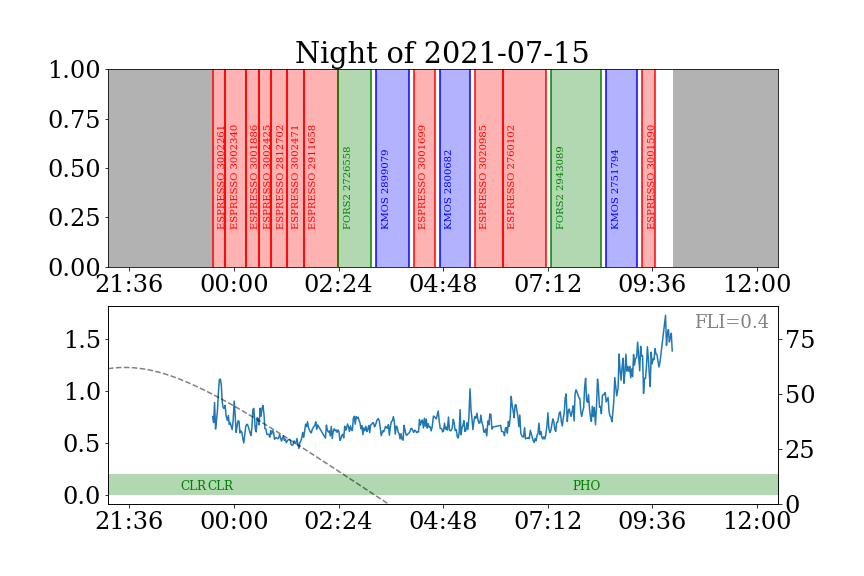 Night of 2021-07-15
1.00
0.75
0.50
0.25
0.00
ESPRESSO 3002261
ESPRESSO 3002340
ESPRESSO 3001886
ESPRESSO 3002425
ESPRESSO 2812702
ESPRESSO 3002471
ESPRESSO 2911658
FORS2 2726558
KMOS 2899079
ESPRESSO 3001699
KMOS 2800682
ESPRESSO 3020985
ESPRESSO 2760102
FORS2 2943089
KMOS 2751794
ESPRESSO 3001590
21:36 00:00 02:24 04:48 07:12 09:36 12:00
FLI=0.4
1.5
1.0
0.5
0.0
75
50
25
0
CLR CLR PHO
21:36 00:00 02:24 04:48 07:12 09:36 12:00